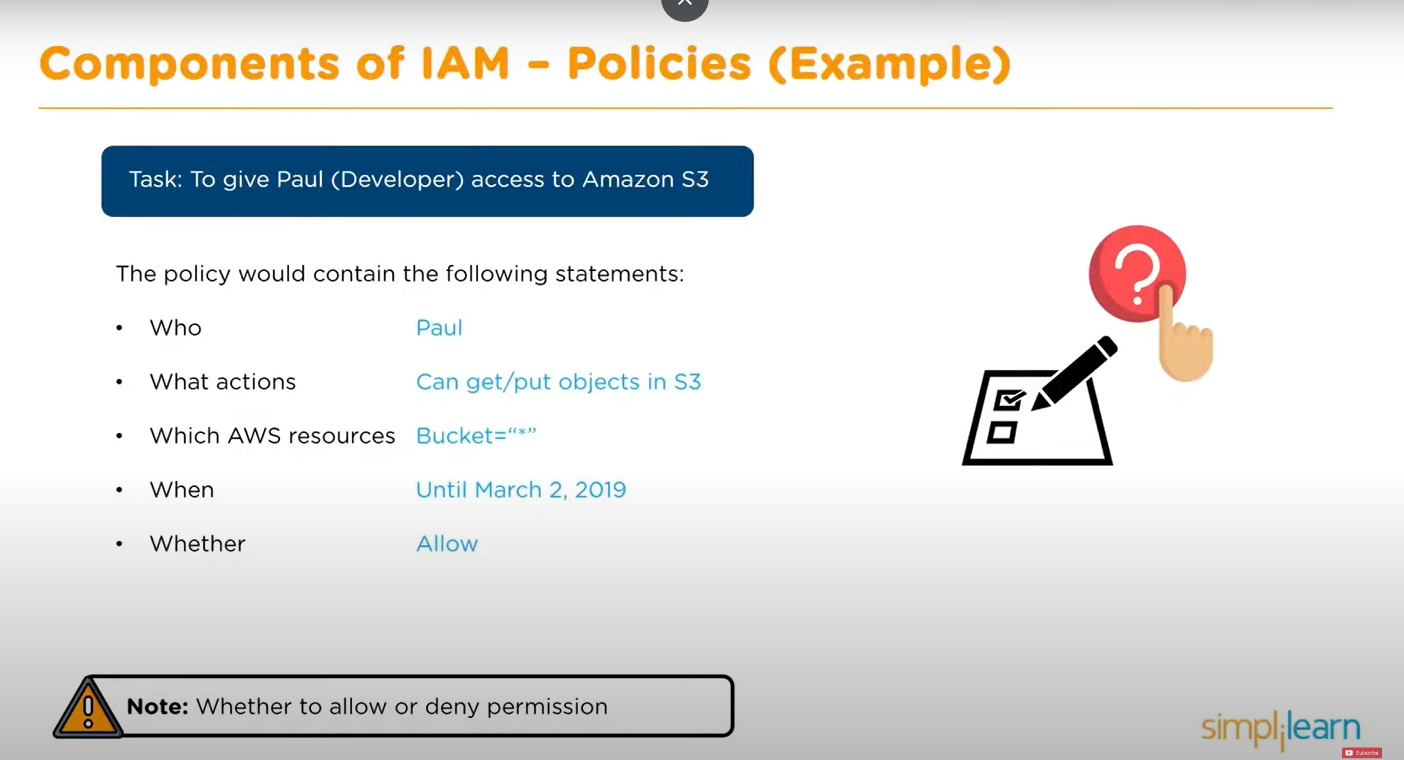 Components of IAM – Policies (Example)
Task: To give Paul (Developer) access to Amazon S3
The policy would contain the following statements:
• Who Paul
• What actions Can get/put objects in S3
• Which AWS resources Bucket=“*”
• When Until March 2, 2019
• Whether Allow
Note: Whether to allow or deny permission
simplilearn
Subscribe